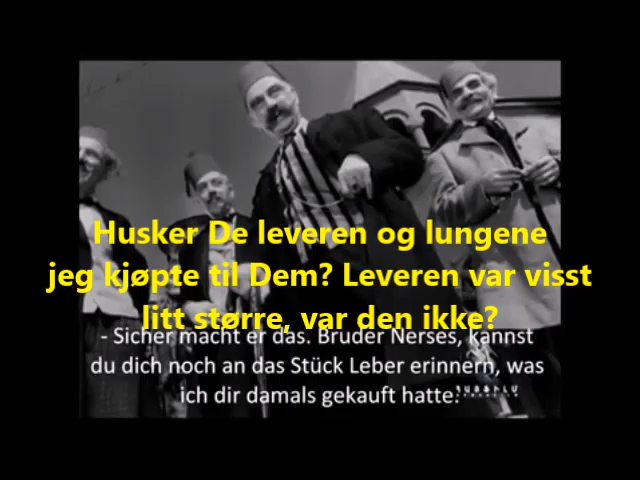 Husker De leveren og lungene
jeg kjøpte til Dem? Leveren var visst
litt større, var den ikke?
- Sicher macht er das. Bruder Nerses, kannst
du dich noch an das Stück Leber erinnern, was
ich dir damals gekauft hatte.